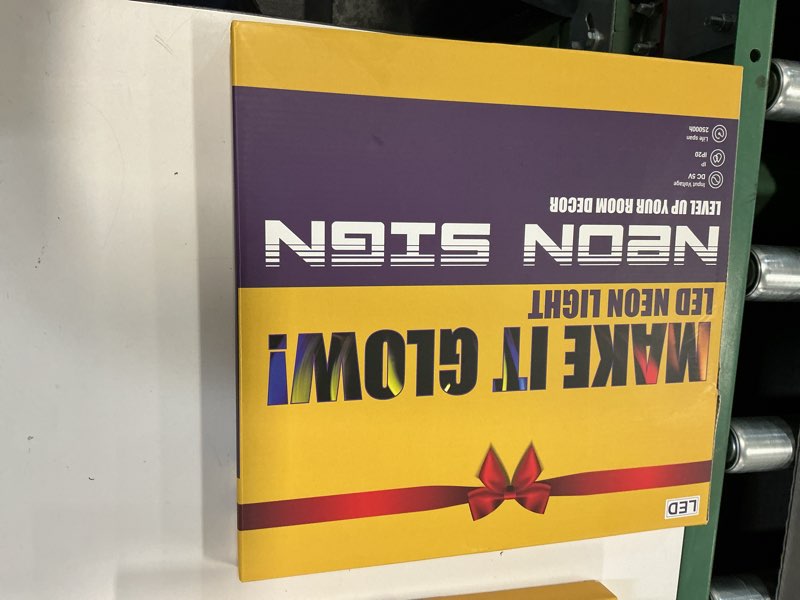 LED
MAKE IT GLOW!
LED NEON LIGHT
NEON SIGN
LEVEL UP YOUR ROOM DECOR
Input Voltage
DC 5V
IP
IP20
Life span
25000h